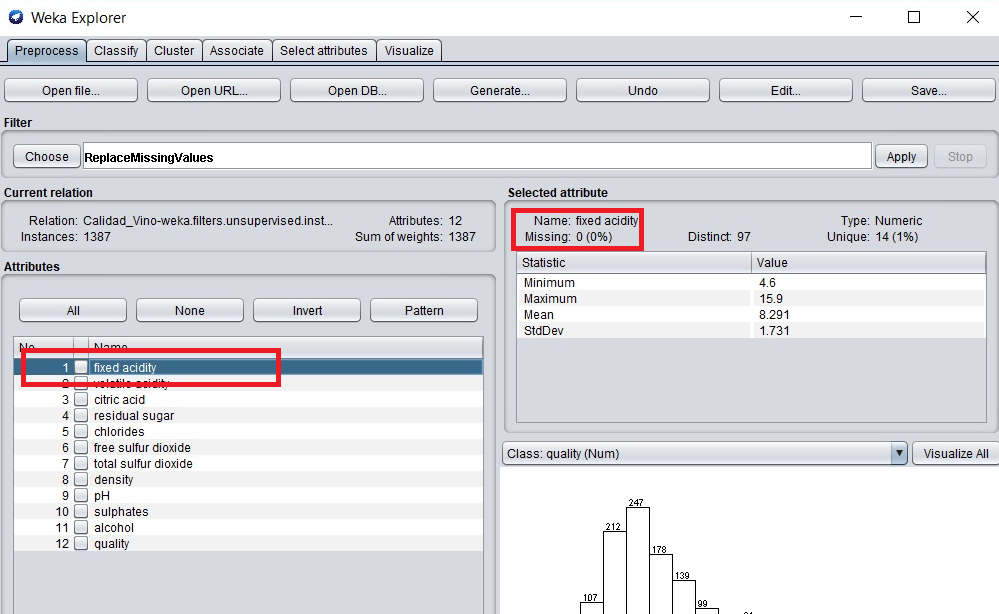 Weka Explorer
Preprocess Classify Cluster Associate Select attributes Visualize
Open file... Open URL... Open DB... Generate... Undo Edit... Save...
Filter
Choose ReplaceMissingValues Apply Stop
Current relation
Relation: Calidad_Vino-weka.filters.unsupervised.inst... Attributes: 12
Instances: 1387 Sum of weights: 1387
Attributes
All None Invert Pattern
No. Name
1 fixed acidity
2 volatile acidity
3 citric acid
4 residual sugar
5 chlorides
6 free sulfur dioxide
7 total sulfur dioxide
8 density
9 pH
10 sulphates
11 alcohol
12 quality
Selected attribute
Name: fixed acidity Type: Numeric
Missing: 0 (0%) Distinct: 97 Unique: 14 (1%)
Statistic Value
Minimum 4.6
Maximum 15.9
Mean 8.291
StdDev 1.731
Class: quality (Num) Visualize All
247
212
178
139
107
99